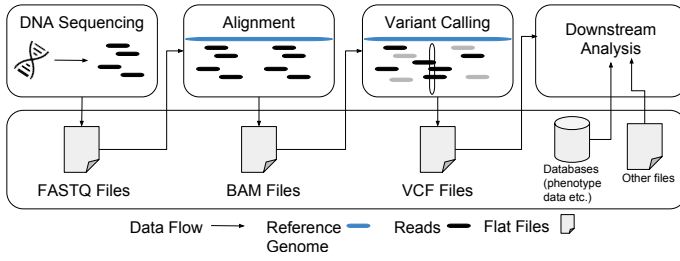 DNA Sequencing
Alignment
Variant Calling
Downstream
Analysis
FASTQ Files
BAM Files
VCF Files
Databases
(phenotype
data etc.)
Other files
Data Flow
Reference
Genome
Reads
Flat Files